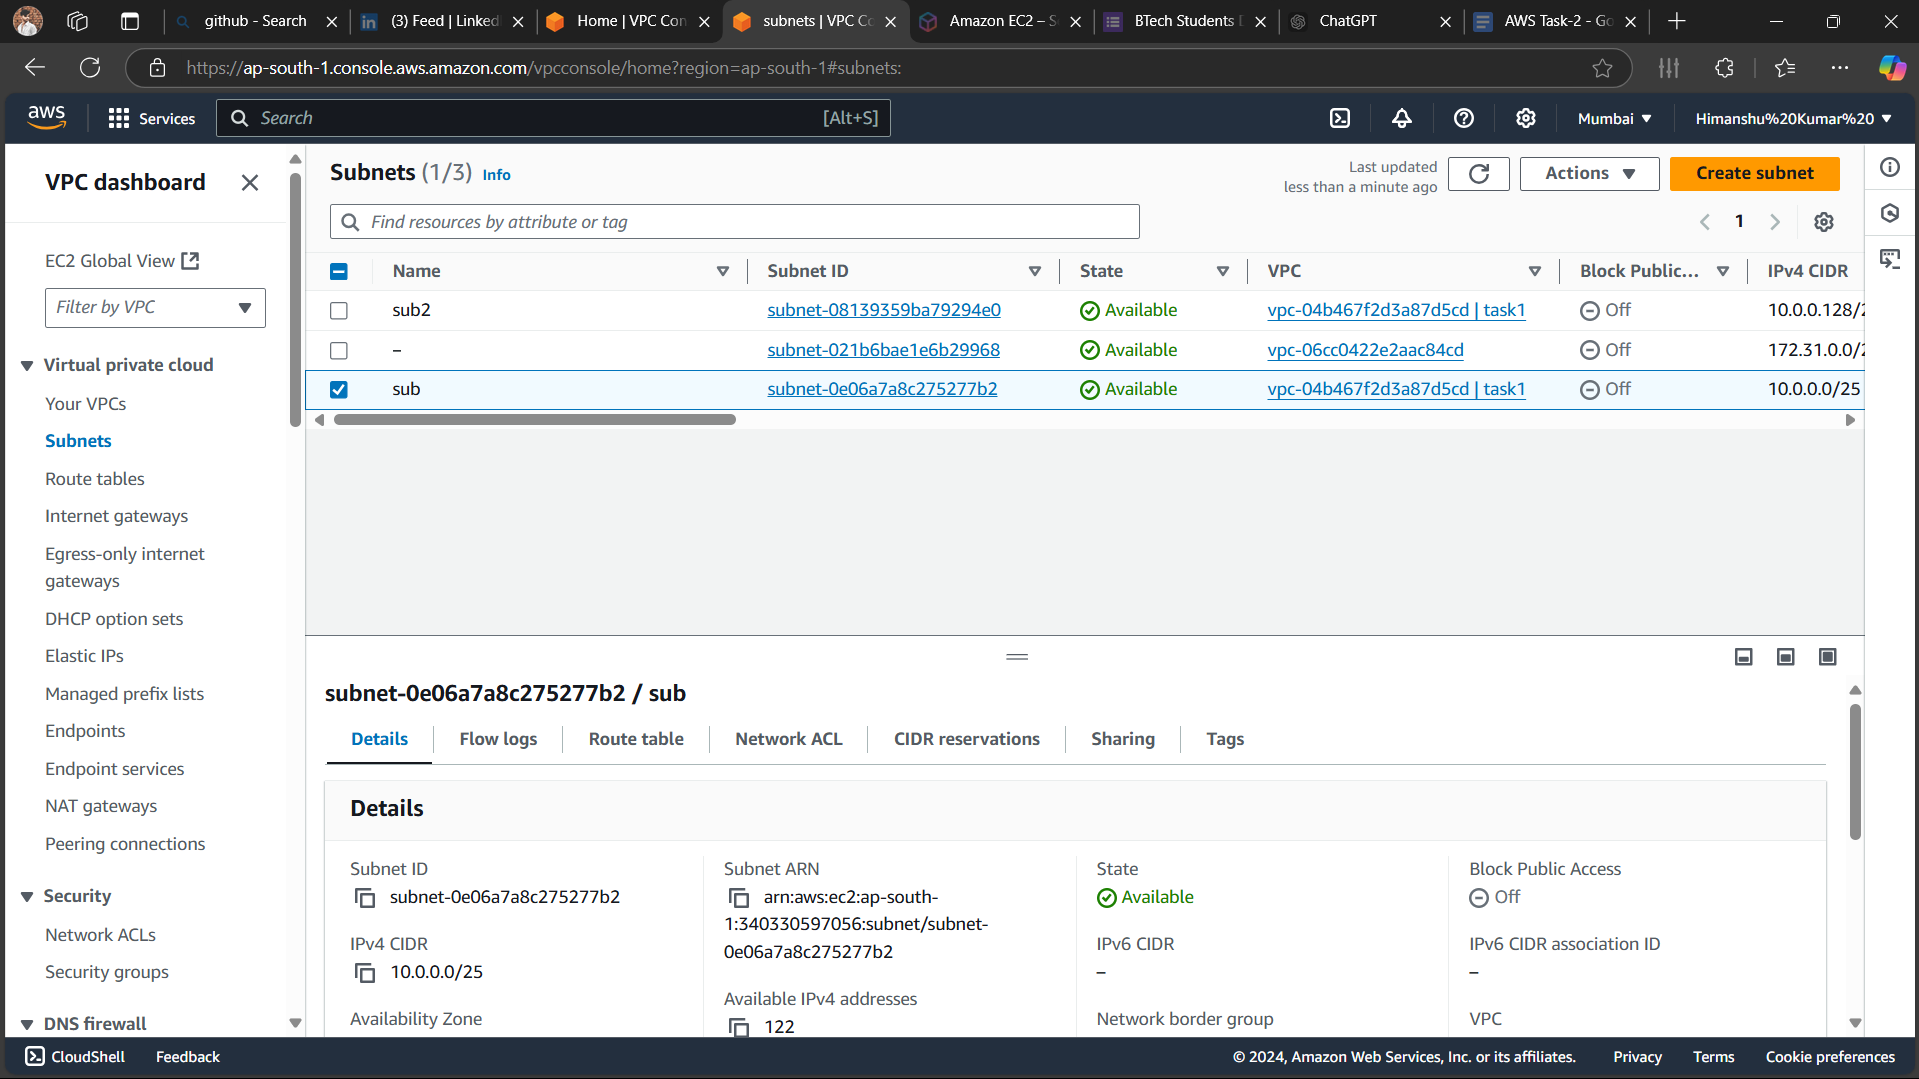 github - Search
(3) Feed | Linked
Home | VPC Con
subnets | VPC Co
Amazon EC2 – S
BTech Students
ChatGPT
AWS Task-2 - Go
https://ap-south-1.console.aws.amazon.com/vpcconsole/home?region=ap-south-1#subnets:
aws
Services
Search
[Alt+S]
Mumbai
Himanshu%20Kumar%20
VPC dashboard
EC2 Global View
Filter by VPC
Virtual private cloud
Your VPCs
Subnets
Route tables
Internet gateways
Egress-only internet
gateways
DHCP option sets
Elastic IPs
Managed prefix lists
Endpoints
Endpoint services
NAT gateways
Peering connections
Security
Network ACLs
Security groups
DNS firewall
Subnets (1/3) Info
Last updated
less than a minute ago
Actions
Create subnet
Find resources by attribute or tag
1
Name Subnet ID State VPC Block Public... IPv4 CIDR
sub2 subnet-08139359ba79294e0 Available vpc-04b467f2d3a87d5cd | task1 Off 10.0.0.128/2
– subnet-021b6bae1e6b29968 Available vpc-06cc0422e2aac84cd Off 172.31.0.0/2
sub subnet-0e06a7a8c275277b2 Available vpc-04b467f2d3a87d5cd | task1 Off 10.0.0.0/25
subnet-0e06a7a8c275277b2 / sub
Details Flow logs Route table Network ACL CIDR reservations Sharing Tags
Details
Subnet ID
subnet-0e06a7a8c275277b2
IPv4 CIDR
10.0.0.0/25
Availability Zone
Subnet ARN
arn:aws:ec2:ap-south-
1:340330597056:subnet/subnet-
0e06a7a8c275277b2
Available IPv4 addresses
122
State
Available
IPv6 CIDR
–
Network border group
Block Public Access
Off
IPv6 CIDR association ID
–
VPC
CloudShell
Feedback
© 2024, Amazon Web Services, Inc. or its affiliates.
Privacy
Terms
Cookie preferences